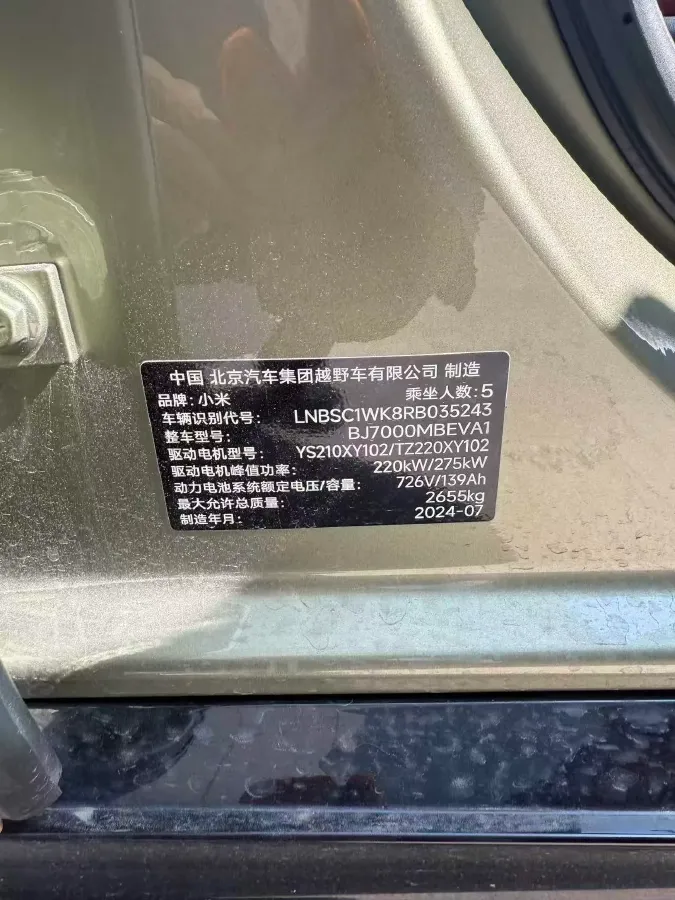 中国 北京汽车集团越野车有限公司 制造
品牌:小米 乘坐人数:5
车辆识别代号: LNBSC1WK8RB035243
整车型号: BJ7000MBEVA1
驱动电机型号: YS210XY102/TZ220XY102
驱动电机峰值功率: 220kW/275kW
动力电池系统额定电压/容量: 726V/139Ah
最大允许总质量: 2655kg
制造年月: 2024-07